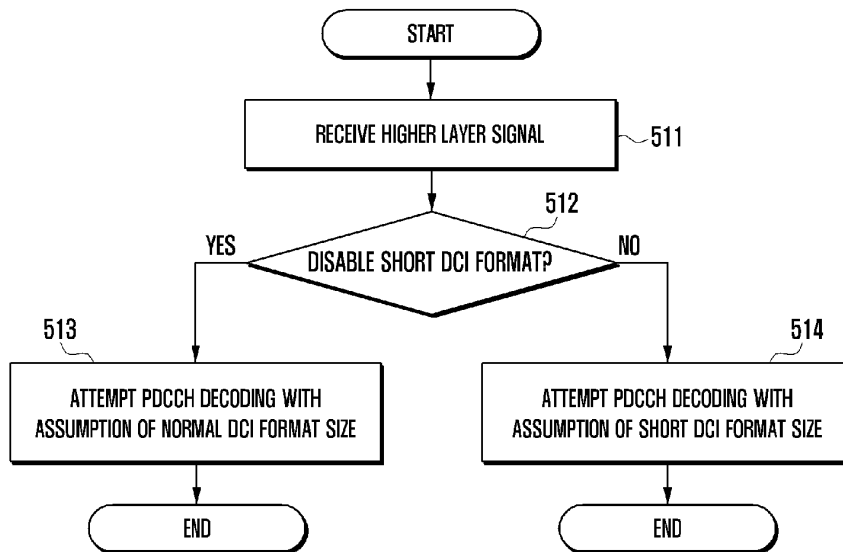 START
RECEIVE HIGHER LAYER SIGNAL
511
512
YES
DISABLE SHORT DCI FORMAT?
NO
513
514
ATTEMPT PDCCH DECODING WITH
ASSUMPTION OF NORMAL DCI FORMAT SIZE
ATTEMPT PDCCH DECODING WITH
ASSUMPTION OF SHORT DCI FORMAT SIZE
END
END